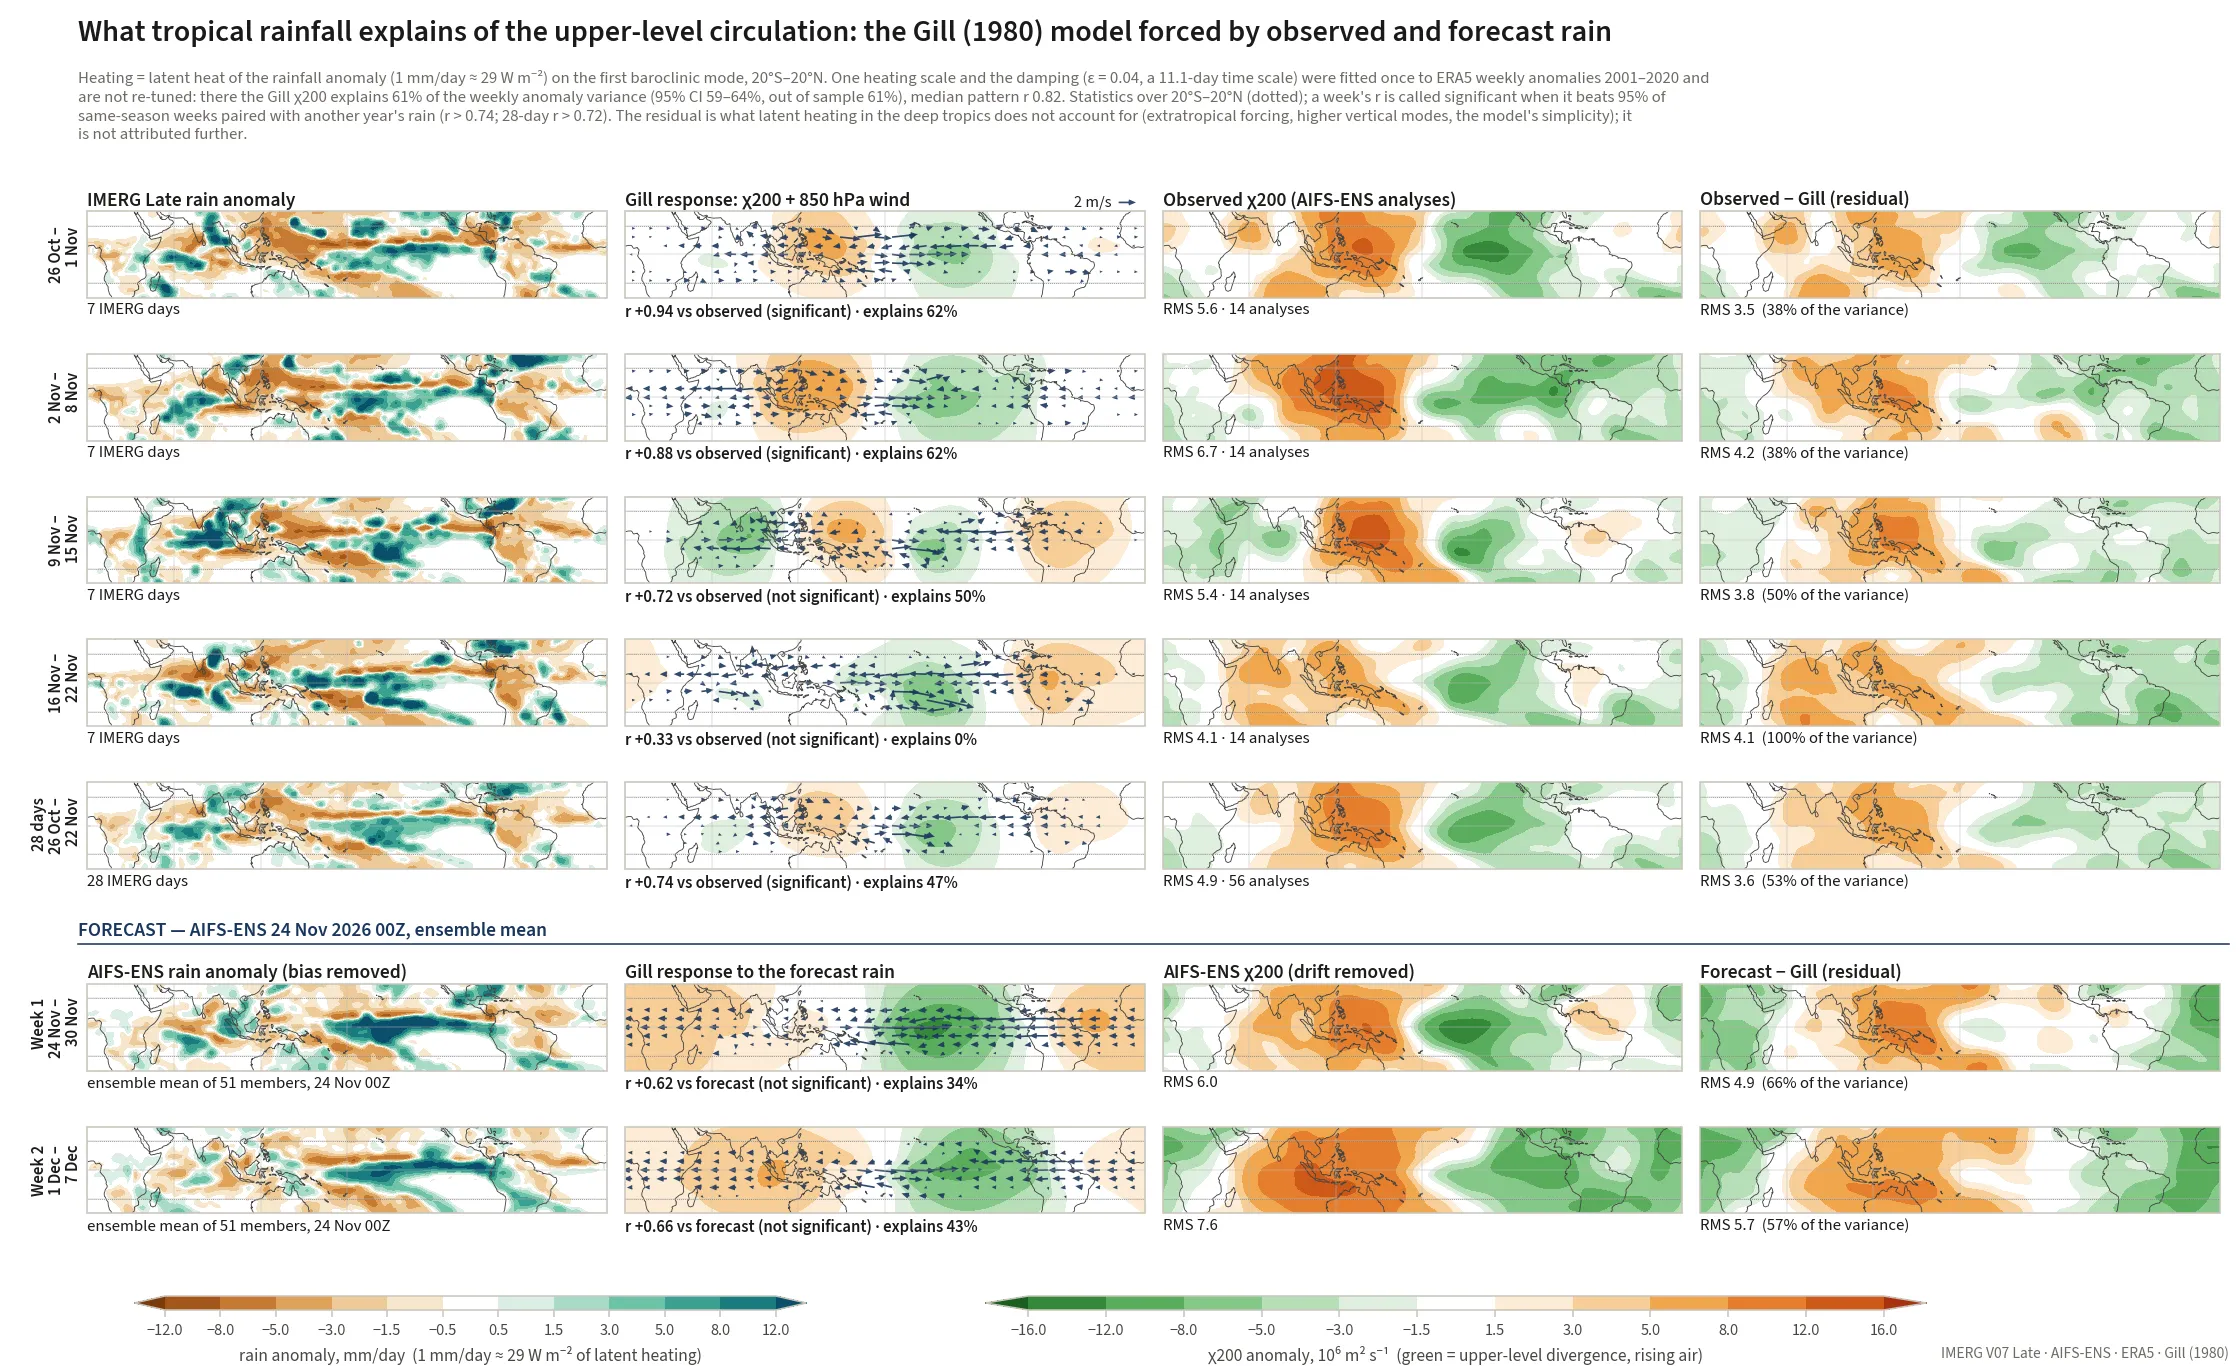 What tropical rainfall explains of the upper-level circulation: the Gill (1980) model forced by observed and forecast rain
Heating = latent heat of the rainfall anomaly (1 mm/day ≈ 29 W m⁻²) on the first baroclinic mode, 20°S–20°N. One heating scale and the damping (ε = 0.04, a 11.1-day time scale) were fitted once to ERA5 weekly anomalies 2001–2020 and
are not re-tuned: there the Gill χ200 explains 61% of the weekly anomaly variance (95% CI 59–64%, out of sample 61%), median pattern r 0.82. Statistics over 20°S–20°N (dotted); a week's r is called significant when it beats 95% of
same-season weeks paired with another year's rain (r > 0.74; 28-day r > 0.72). The residual is what latent heating in the deep tropics does not account for (extratropical forcing, higher vertical modes, the model's simplicity); it
is not attributed further.
IMERG Late rain anomaly
Gill response: χ200 + 850 hPa wind
2 m/s
Observed χ200 (AIFS-ENS analyses)
Observed − Gill (residual)
26 Oct –
1 Nov
7 IMERG days
r +0.94 vs observed (significant) · explains 62%
RMS 5.6 · 14 analyses
RMS 3.5 (38% of the variance)
2 Nov –
8 Nov
7 IMERG days
r +0.88 vs observed (significant) · explains 62%
RMS 6.7 · 14 analyses
RMS 4.2 (38% of the variance)
9 Nov –
15 Nov
7 IMERG days
r +0.72 vs observed (not significant) · explains 50%
RMS 5.4 · 14 analyses
RMS 3.8 (50% of the variance)
16 Nov –
22 Nov
7 IMERG days
r +0.33 vs observed (not significant) · explains 0%
RMS 4.1 · 14 analyses
RMS 4.1 (100% of the variance)
28 days
26 Oct –
22 Nov
28 IMERG days
r +0.74 vs observed (significant) · explains 47%
RMS 4.9 · 56 analyses
RMS 3.6 (53% of the variance)
FORECAST — AIFS-ENS 24 Nov 2026 00Z, ensemble mean
AIFS-ENS rain anomaly (bias removed)
Gill response to the forecast rain
AIFS-ENS χ200 (drift removed)
Forecast − Gill (residual)
Week 1
24 Nov –
30 Nov
ensemble mean of 51 members, 24 Nov 00Z
r +0.62 vs forecast (not significant) · explains 34%
RMS 6.0
RMS 4.9 (66% of the variance)
Week 2
1 Dec –
7 Dec
ensemble mean of 51 members, 24 Nov 00Z
r +0.66 vs forecast (not significant) · explains 43%
RMS 7.6
RMS 5.7 (57% of the variance)
−12.0 −8.0 −5.0 −3.0 −1.5 −0.5 0.5 1.5 3.0 5.0 8.0 12.0
rain anomaly, mm/day (1 mm/day ≈ 29 W m⁻² of latent heating)
−16.0 −12.0 −8.0 −5.0 −3.0 −1.5 1.5 3.0 5.0 8.0 12.0 16.0
χ200 anomaly, 10⁶ m² s⁻¹ (green = upper-level divergence, rising air)
IMERG V07 Late · AIFS-ENS · ERA5 · Gill (1980)